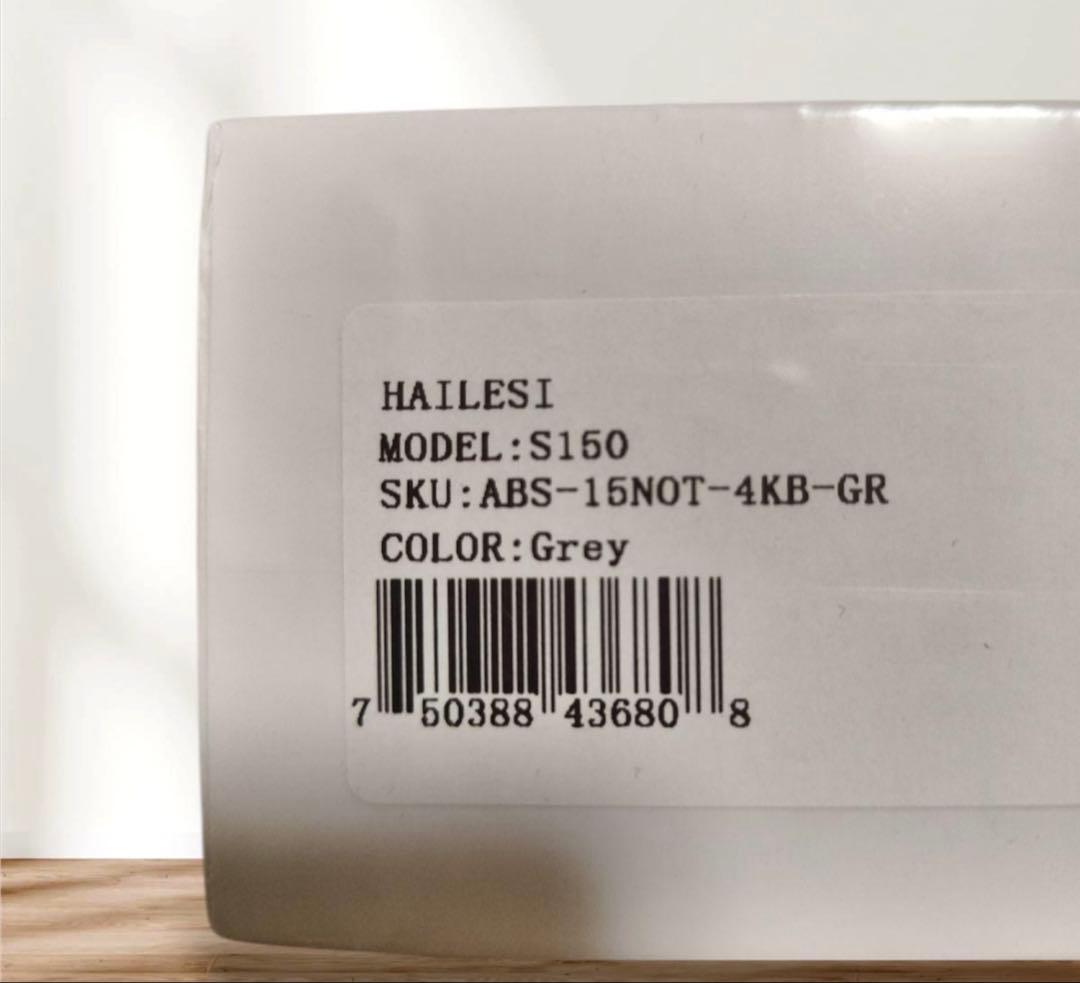 HAILESI
MODEL:S150
SKU:ABS-15NOT-4KB-GR
COLOR:Grey
7 50388 43680 8